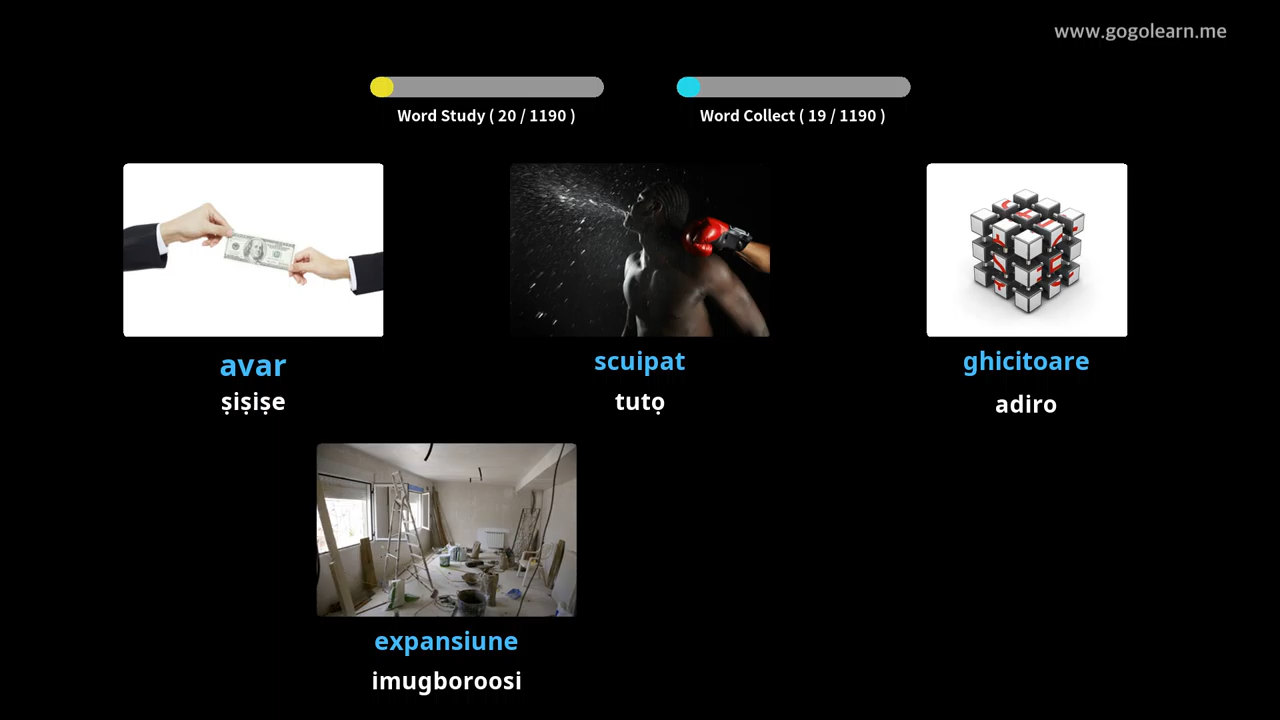 www.gogolearn.me
Word Study ( 20 / 1190 )
Word Collect ( 19 / 1190 )
avar
ṣiṣiṣe
scuipat
tutọ
ghicitoare
adiro
expansiune
imugboroosi